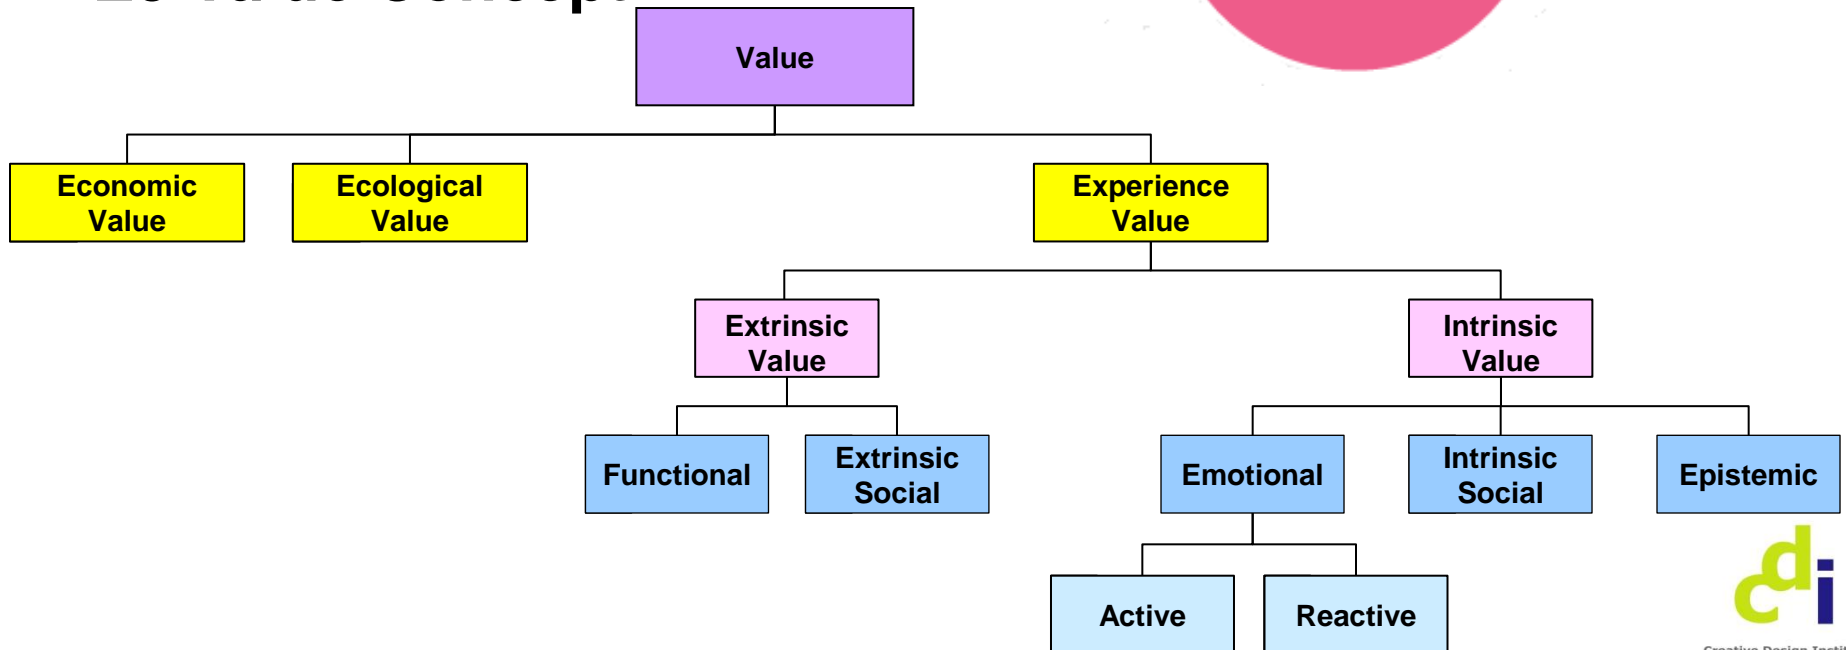 Value
Economic
Value
Ecological
Value
Experience
Value
Extrinsic
Value
Intrinsic
Value
Functional
Extrinsic
Social
Emotional
Intrinsic
Social
Epistemic
Active
Reactive
cdi